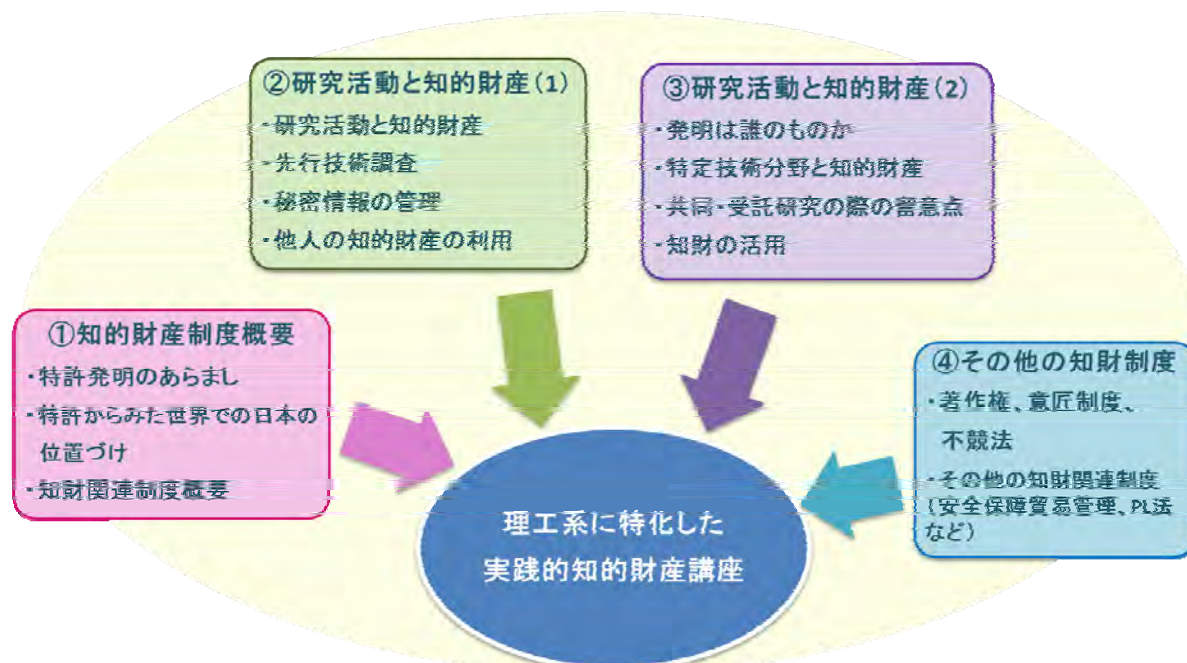 ①知的財産制度概要
・特許発明のあらまし
・特許からみた世界での日本の
位置づけ
・知財関連制度概要
②研究活動と知的財産(1)
・研究活動と知的財産
・先行技術調査
・秘密情報の管理
・他人の知的財産の利用
③研究活動と知的財産(2)
・発明は誰のものか
・特定技術分野と知的財産
・共同・受託研究の際の留意点
・知財の活用
④その他の知財制度
・著作権、意匠制度、
不競法
・その他の知財関連制度
(安全保障貿易管理、PL法
など)
理工系に特化した
実践的知的財産講座